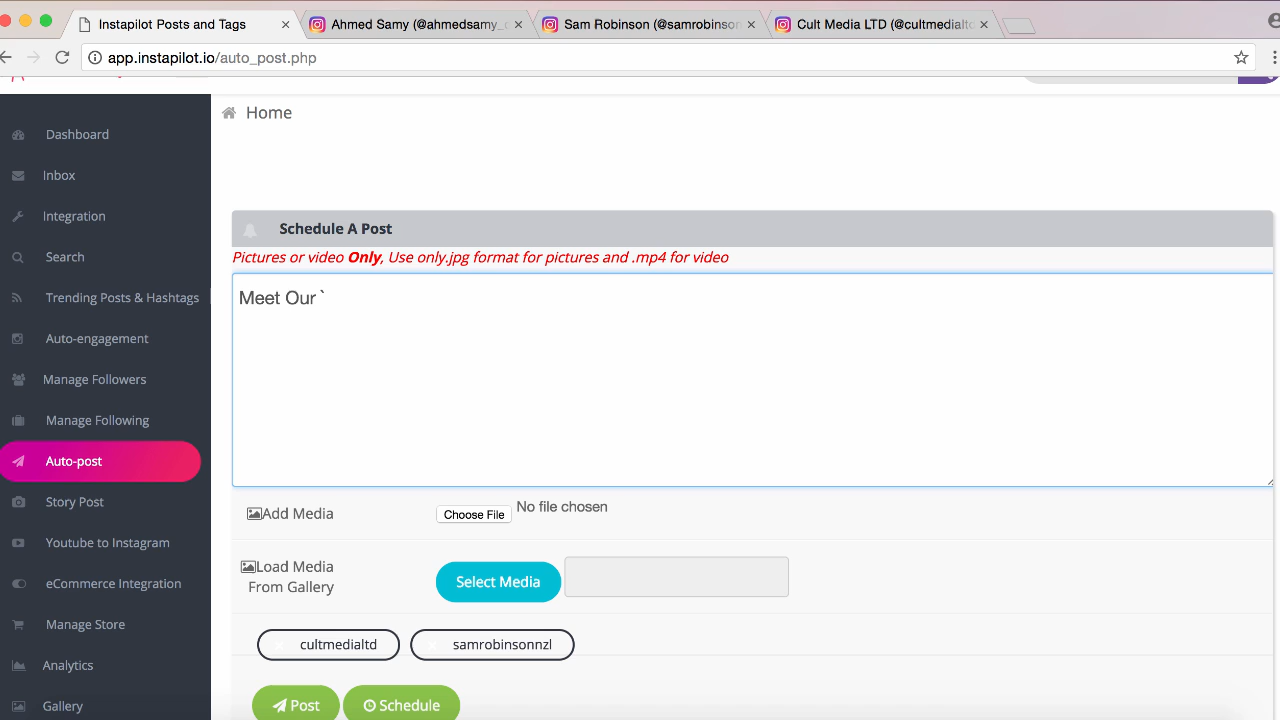 Instapilot Posts and Tags
Ahmed Samy (@ahmedsamy_
Sam Robinson (@samrobinson
Cult Media LTD (@cultmedialtd
app.instapilot.io/auto_post.php
Home
Dashboard
Inbox
Integration
Search
Trending Posts & Hashtags
Auto-engagement
Manage Followers
Manage Following
Auto-post
Story Post
Youtube to Instagram
eCommerce Integration
Manage Store
Analytics
Gallery
Schedule A Post
Pictures or video Only, Use only.jpg format for pictures and .mp4 for video
Meet Our `
Add Media
Choose File No file chosen
Load Media
From Gallery
Select Media
cultmedialtd
samrobinsonnzl
Post
Schedule